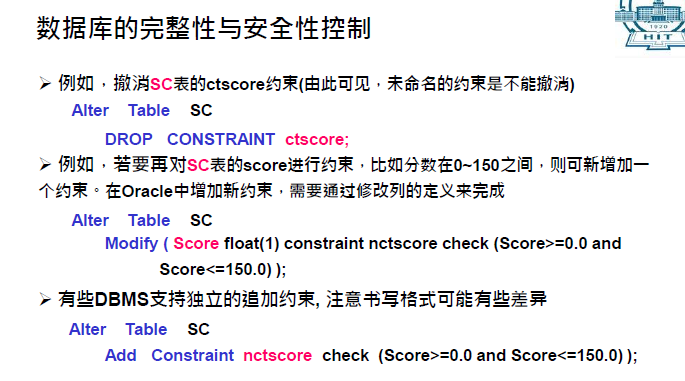 数据库的完整性与安全性控制
1920
HIT
➢ 例如，撤消SC表的ctscore约束(由此可见，未命名的约束是不能撤消)
Alter Table SC
DROP CONSTRAINT ctscore;
➢ 例如，若要再对SC表的score进行约束，比如分数在0~150之间，则可新增加一
个约束。在Oracle中增加新约束，需要通过修改列的定义来完成
Alter Table SC
Modify ( Score float(1) constraint nctscore check (Score>=0.0 and
Score<=150.0) );
➢ 有些DBMS支持独立的追加约束, 注意书写格式可能有些差异
Alter Table SC
Add Constraint nctscore check (Score>=0.0 and Score<=150.0) );